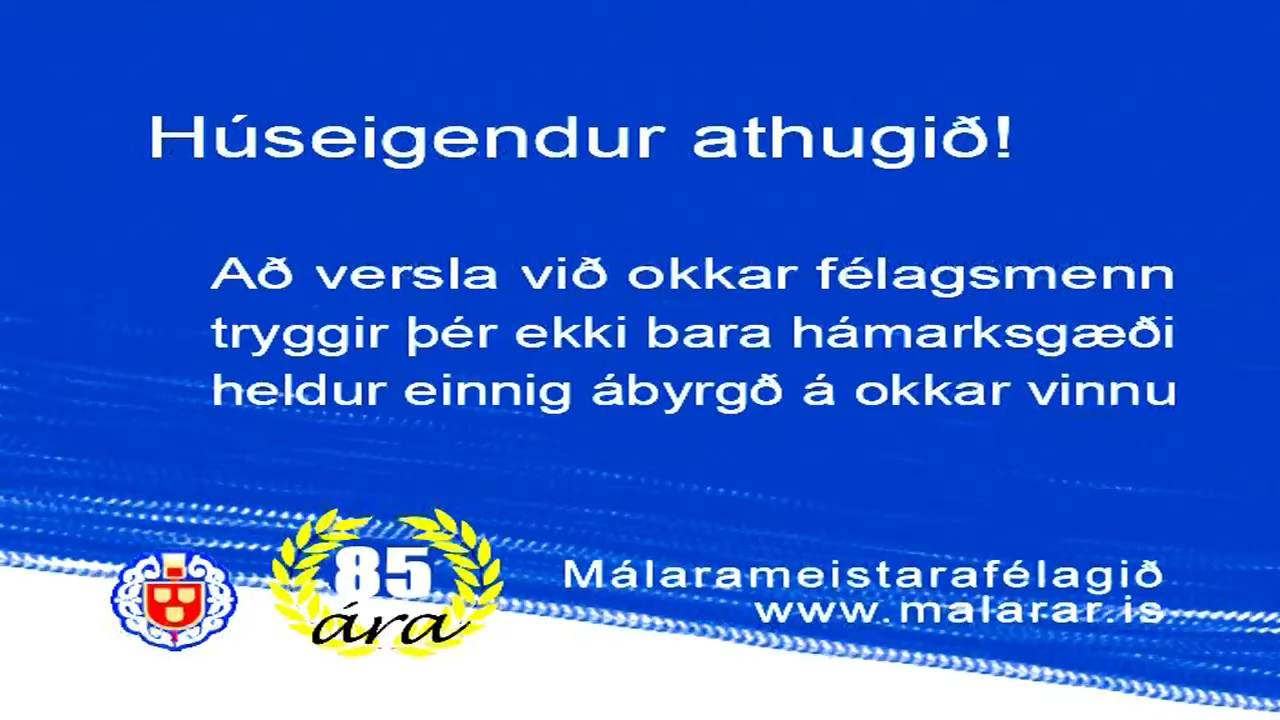 Húseigendur athugið!
Að versla við okkar félagsmenn
tryggir þér ekki bara hámarksgæði
heldur einnig ábyrgð á okkar vinnu
85
ára
Málarameistarafélagið
www.malarar.is